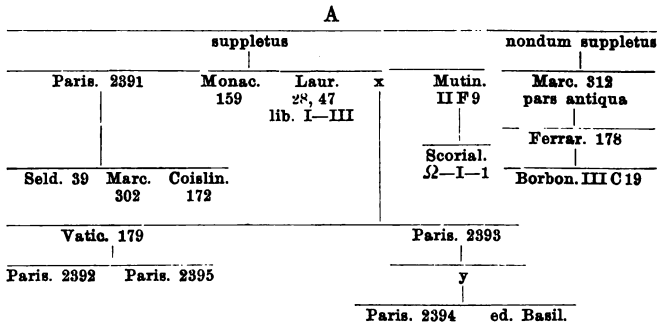 A
suppletus nondum suppletus
Paris. 2391 Monac. Laur. x Mutin. Marc. 312
159 28, 47 II F 9 pars antiqua
lib. I—III
Ferrar. 178
Scorial.
Seld. 39 Marc. Coislin. Ω—I—1 Borbon. III C 19
302 172
Vatic. 179 Paris. 2393
Paris. 2392 Paris. 2395 y
Paris. 2394 ed. Basil.